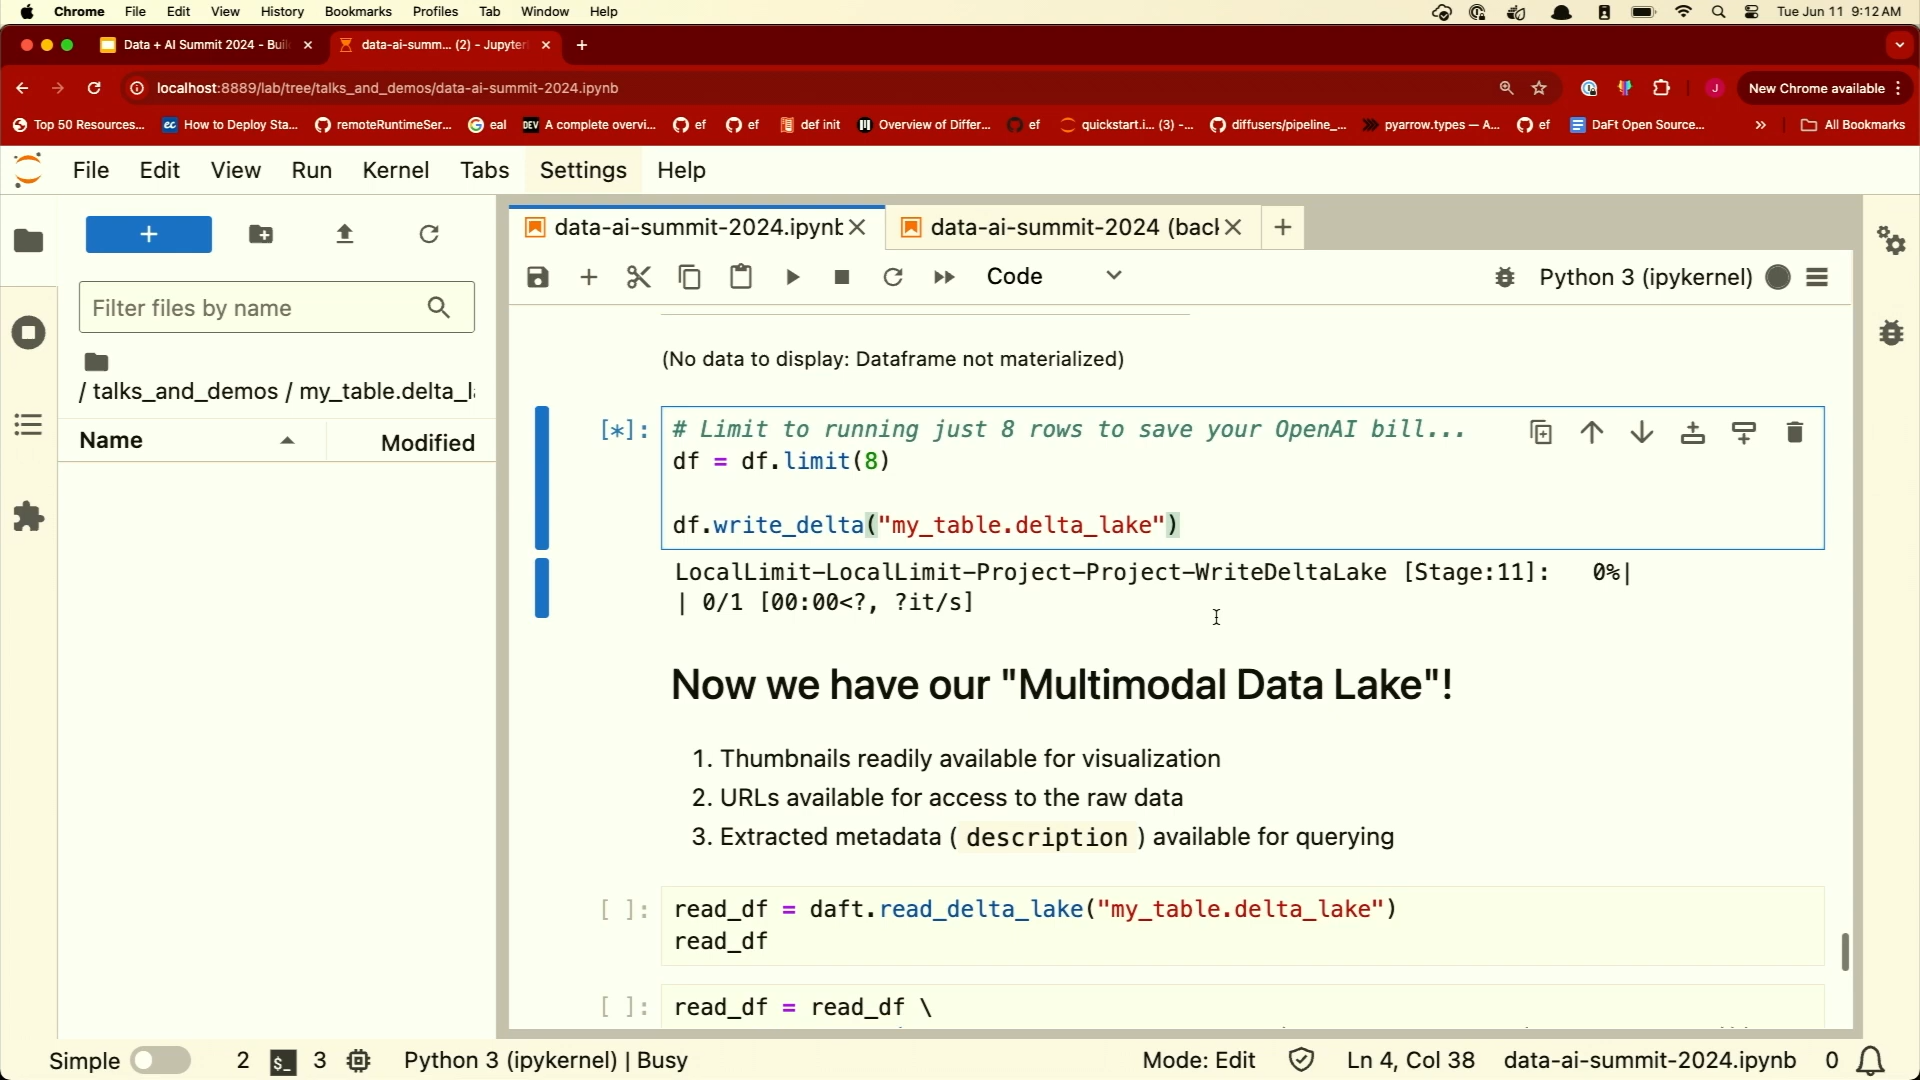 Chrome File Edit View History Bookmarks Profiles Tab Window Help Tue Jun 11 9:12 AM
Data + AI Summit 2024 - Buil data-ai-summ... (2) - Jupyter
localhost:8889/lab/tree/talks_and_demos/data-ai-summit-2024.ipynb New Chrome available
Top 50 Resources... How to Deploy Sta... remoteRuntimeSer... eal A complete overvi... ef ef def init Overview of Differ... ef quickstart.i... (3) -... diffusers/pipeline_... pyarrow.types — A... ef DaFt Open Source... » All Bookmarks
File Edit View Run Kernel Tabs Settings Help
data-ai-summit-2024.ipynb data-ai-summit-2024 (back
Code Python 3 (ipykernel)
Filter files by name
/ talks_and_demos / my_table.delta_la
Name Modified
(No data to display: Dataframe not materialized)
[*]: # Limit to running just 8 rows to save your OpenAI bill...
df = df.limit(8)
df.write_delta("my_table.delta_lake")
LocalLimit-LocalLimit-Project-Project-WriteDeltaLake [Stage:11]: 0%|
| 0/1 [00:00<?, ?it/s]
Now we have our "Multimodal Data Lake"!
1. Thumbnails readily available for visualization
2. URLs available for access to the raw data
3. Extracted metadata ( description ) available for querying
[ ]: read_df = daft.read_delta_lake("my_table.delta_lake")
read_df
[ ]: read_df = read_df \
Simple 2 $_ 3 Python 3 (ipykernel) | Busy Mode: Edit Ln 4, Col 38 data-ai-summit-2024.ipynb 0